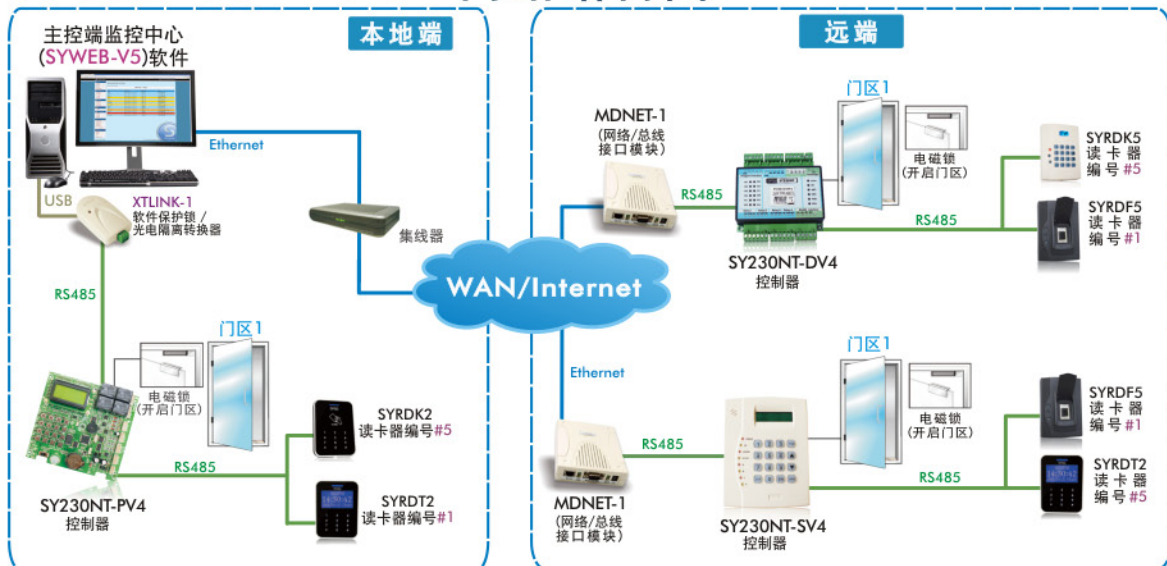 本地端
主控端监控中心
(SYWEB-V5)软件
Ethernet
USB
XTLINK-1
软件保护锁 /
光电隔离转换器
集线器
RS485
门区1
电磁锁
(开启门区)
SYRDK2
读卡器编号#5
RS485
SYRDT2
读卡器编号#1
SY230NT-PV4
控制器
WAN/Internet
远端
MDNET-1
(网络/总线
接口模块)
RS485
门区1
电磁锁
(开启门区)
SYRDK5
读卡器
编号#5
RS485
SYRDF5
读卡器
编号#1
SY230NT-DV4
控制器
Ethernet
门区1
电磁锁
(开启门区)
SYRDF5
读卡器
编号#1
RS485
RS485
SYRDT2
读卡器
编号#5
MDNET-1
(网络/总线
接口模块)
SY230NT-SV4
控制器